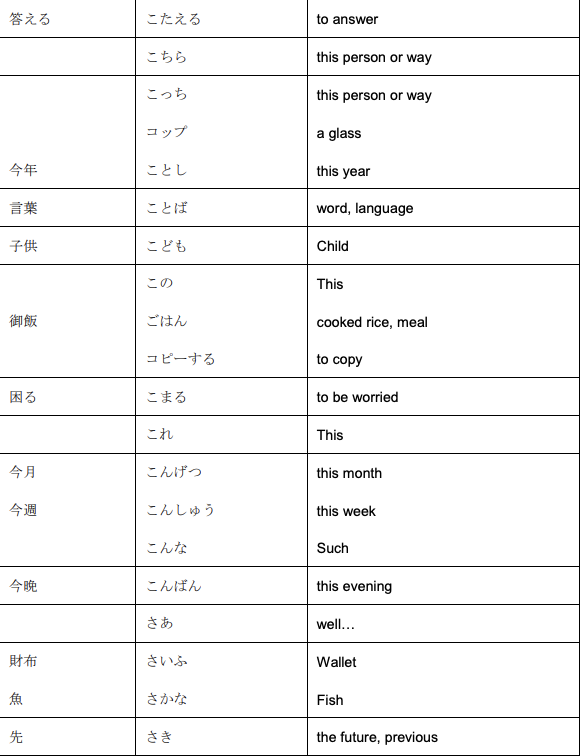 答える こたえる to answer
こちら this person or way
こっち this person or way
コップ a glass
今年 ことし this year
言葉 ことば word, language
子供 こども Child
この This
御飯 ごはん cooked rice, meal
コピーする to copy
困る こまる to be worried
これ This
今月 こんげつ this month
今週 こんしゅう this week
こんな Such
今晩 こんばん this evening
さあ well…
財布 さいふ Wallet
魚 さかな Fish
先 さき the future, previous